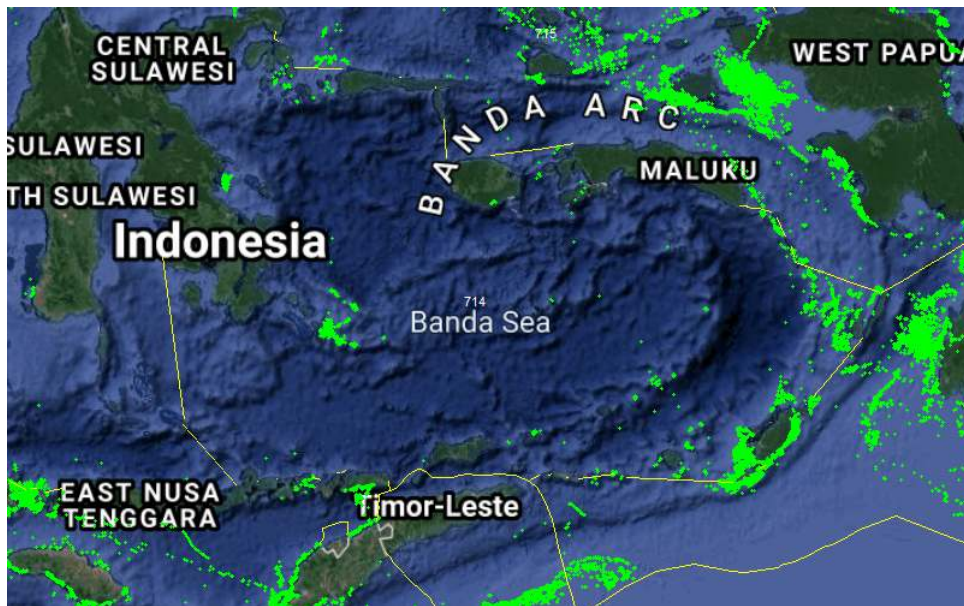 715
CENTRAL
SULAWESI
WEST PAPUA
BANDA ARC
SULAWESI
MALUKU
TH SULAWESI
Indonesia
714
Banda Sea
EAST NUSA
TENGGARA
Timor-Leste